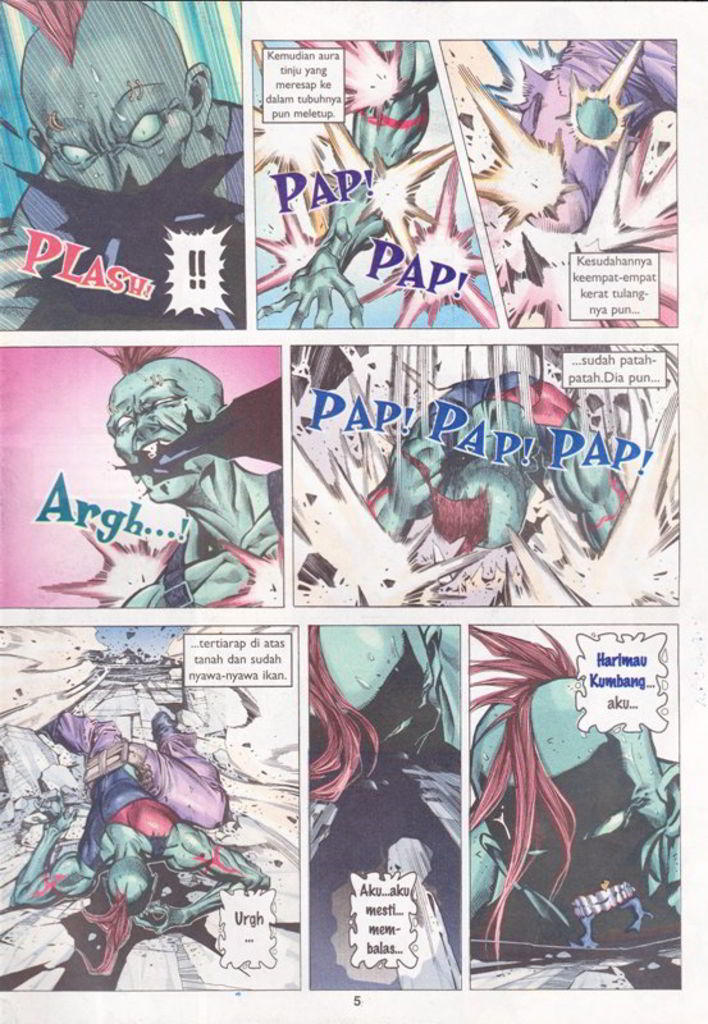 PLASH!
!!
Kemudian aura
tinju yang
meresap ke
dalam tubuhnya
pun meletup.
PAP!
PAP!
Kesudahannya
keempat-empat
kerat tulang-
nya pun...
Argh...!
...sudah patah-
patah.Dia pun...
PAP! PAP! PAP!
...tertiarap di atas
tanah dan sudah
nyawa-nyawa ikan.
Urgh
...
Aku...aku
mesti...
mem-
balas...
Harimau
Kumbang...
aku...
5